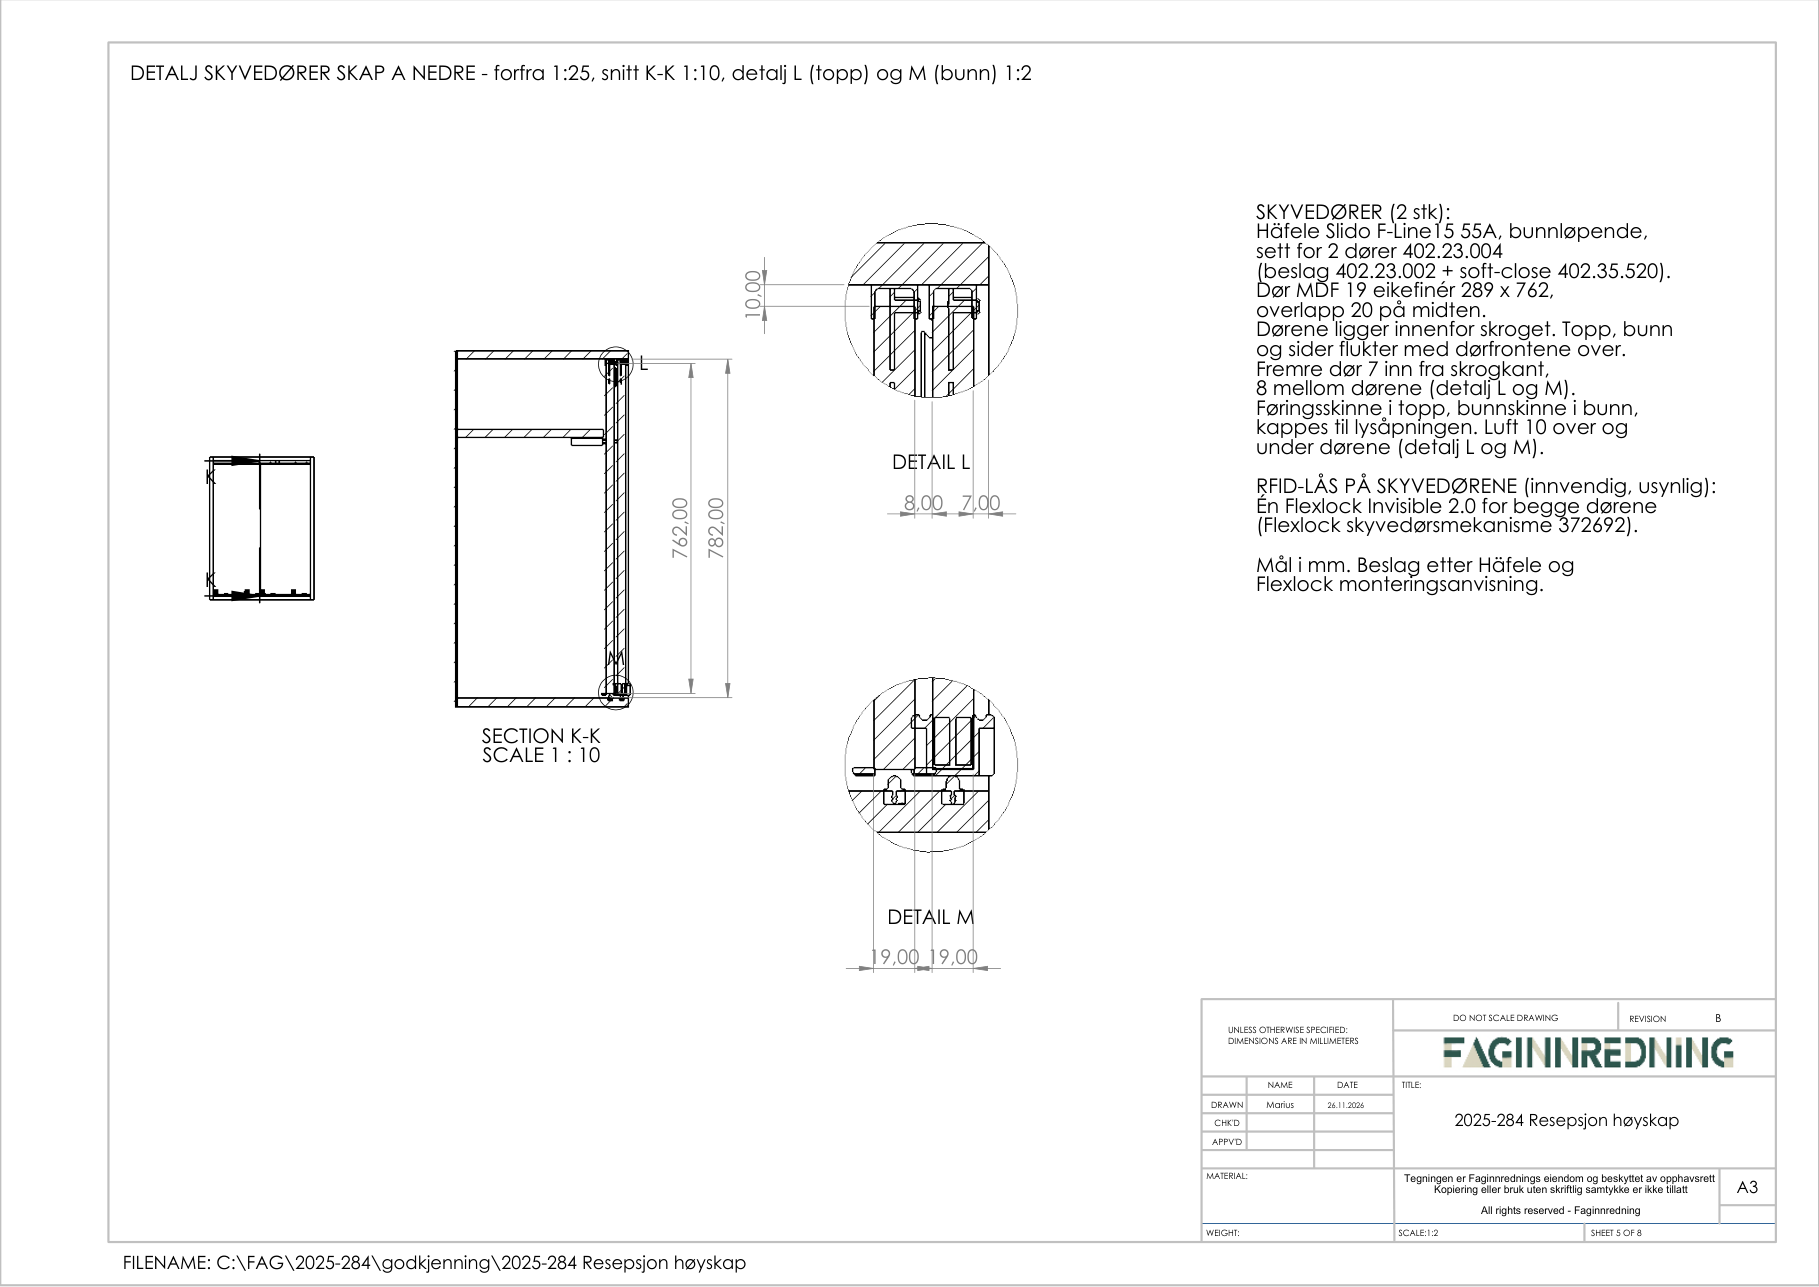 DETALJ SKYVEDØRER SKAP A NEDRE - forfra 1:25, snitt K-K 1:10, detalj L (topp) og M (bunn) 1:2
SKYVEDØRER (2 stk):
Häfele Slido F-Line15 55A, bunnløpende,
sett for 2 dører 402.23.004
(beslag 402.23.002 + soft-close 402.35.520).
Dør MDF 19 eikefinér 289 x 762,
overlapp 20 på midten.
Dørene ligger innenfor skroget. Topp, bunn
og sider flukter med dørfrontene over.
Fremre dør 7 inn fra skrogkant,
8 mellom dørene (detalj L og M).
Føringsskinne i topp, bunnskinne i bunn,
kappes til lysåpningen. Luft 10 over og
under dørene (detalj L og M).
RFID-LÅS PÅ SKYVEDØRENE (innvendig, usynlig):
Én Flexlock Invisible 2.0 for begge dørene
(Flexlock skyvedørsmekanisme 372692).
Mål i mm. Beslag etter Häfele og
Flexlock monteringsanvisning.
10,00
L
DETAIL L
8,00 7,00
K
K
762,00
782,00
M
SECTION K-K
SCALE 1 : 10
DETAIL M
19,00 19,00
UNLESS OTHERWISE SPECIFIED:
DIMENSIONS ARE IN MILLIMETERS
DO NOT SCALE DRAWING
REVISION B
FAGINNREDNING
NAME DATE
DRAWN Marius 26.11.2026
CHK'D
APPV'D
TITLE:
2025-284 Resepsjon høyskap
MATERIAL:
Tegningen er Faginnrednings eiendom og beskyttet av opphavsrett
Kopiering eller bruk uten skriftlig samtykke er ikke tillatt
All rights reserved - Faginnredning
A3
WEIGHT:
SCALE:1:2
SHEET 5 OF 8
FILENAME: C:\FAG\2025-284\godkjenning\2025-284 Resepsjon høyskap